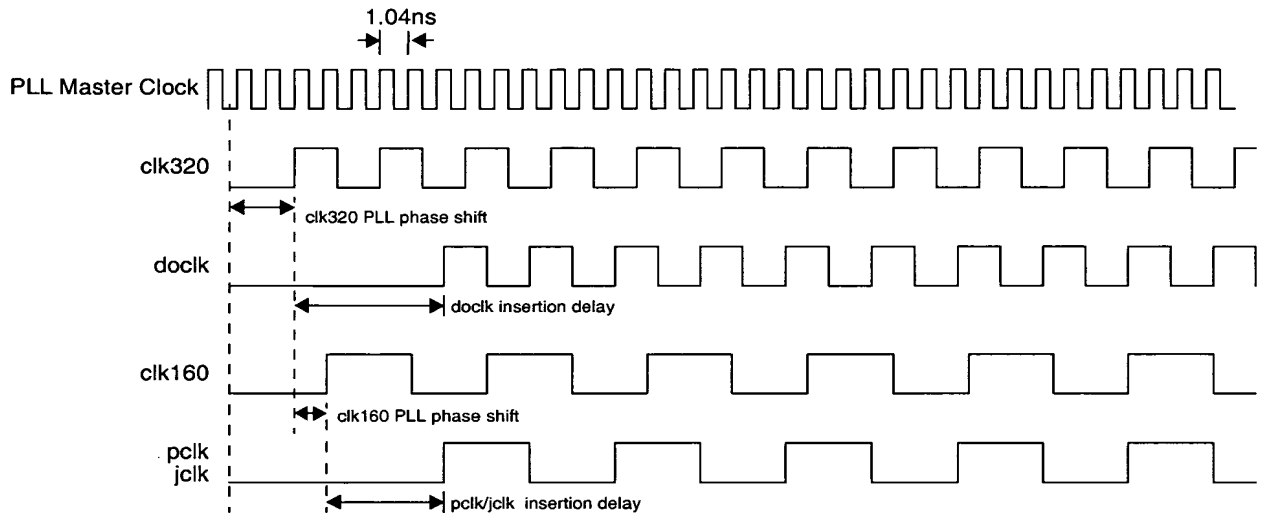 1.04ns
PLL Master Clock
clk320
clk320 PLL phase shift
doclk
doclk insertion delay
clk160
clk160 PLL phase shift
pclk
jclk
pclk/jclk insertion delay